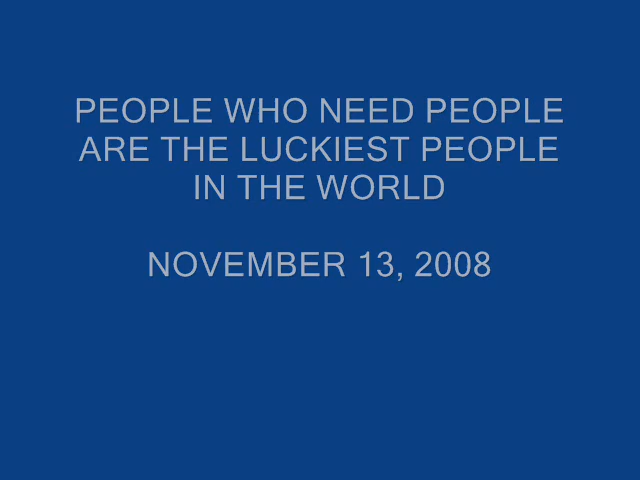 PEOPLE WHO NEED PEOPLE
ARE THE LUCKIEST PEOPLE
IN THE WORLD
NOVEMBER 13, 2008